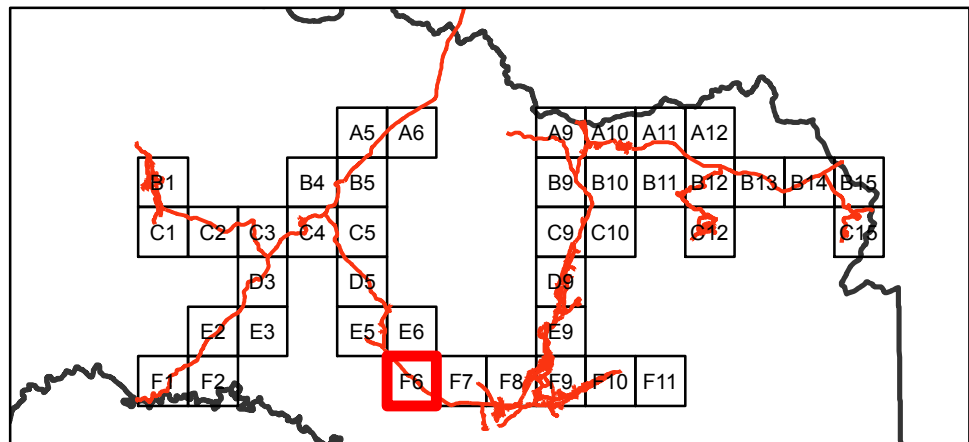 A5 A6 A9 A10 A11 A12
B1 B4 B5 B9 B10 B11 B12 B13 B14 B15
C1 C2 C3 C4 C5 C9 C10 C12 C15
D3 D5 D9
E2 E3 E5 E6 E9
F1 F2 F6 F7 F8 F9 F10 F11